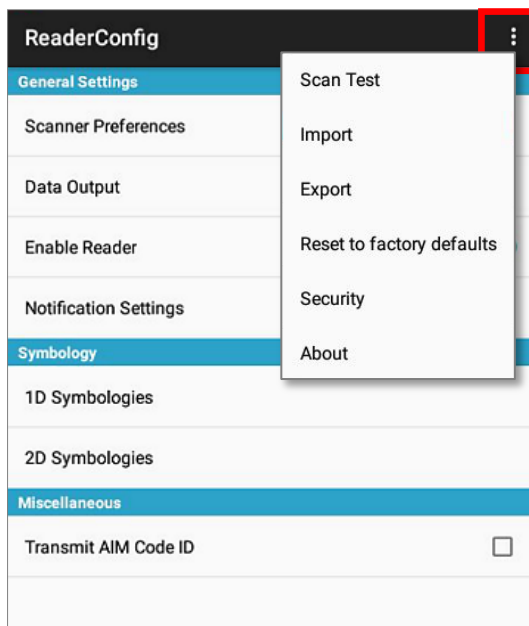 ReaderConfig
General Settings
Scanner Preferences
Data Output
Enable Reader
Notification Settings
Symbology
1D Symbologies
2D Symbologies
Miscellaneous
Transmit AIM Code ID
Scan Test
Import
Export
Reset to factory defaults
Security
About